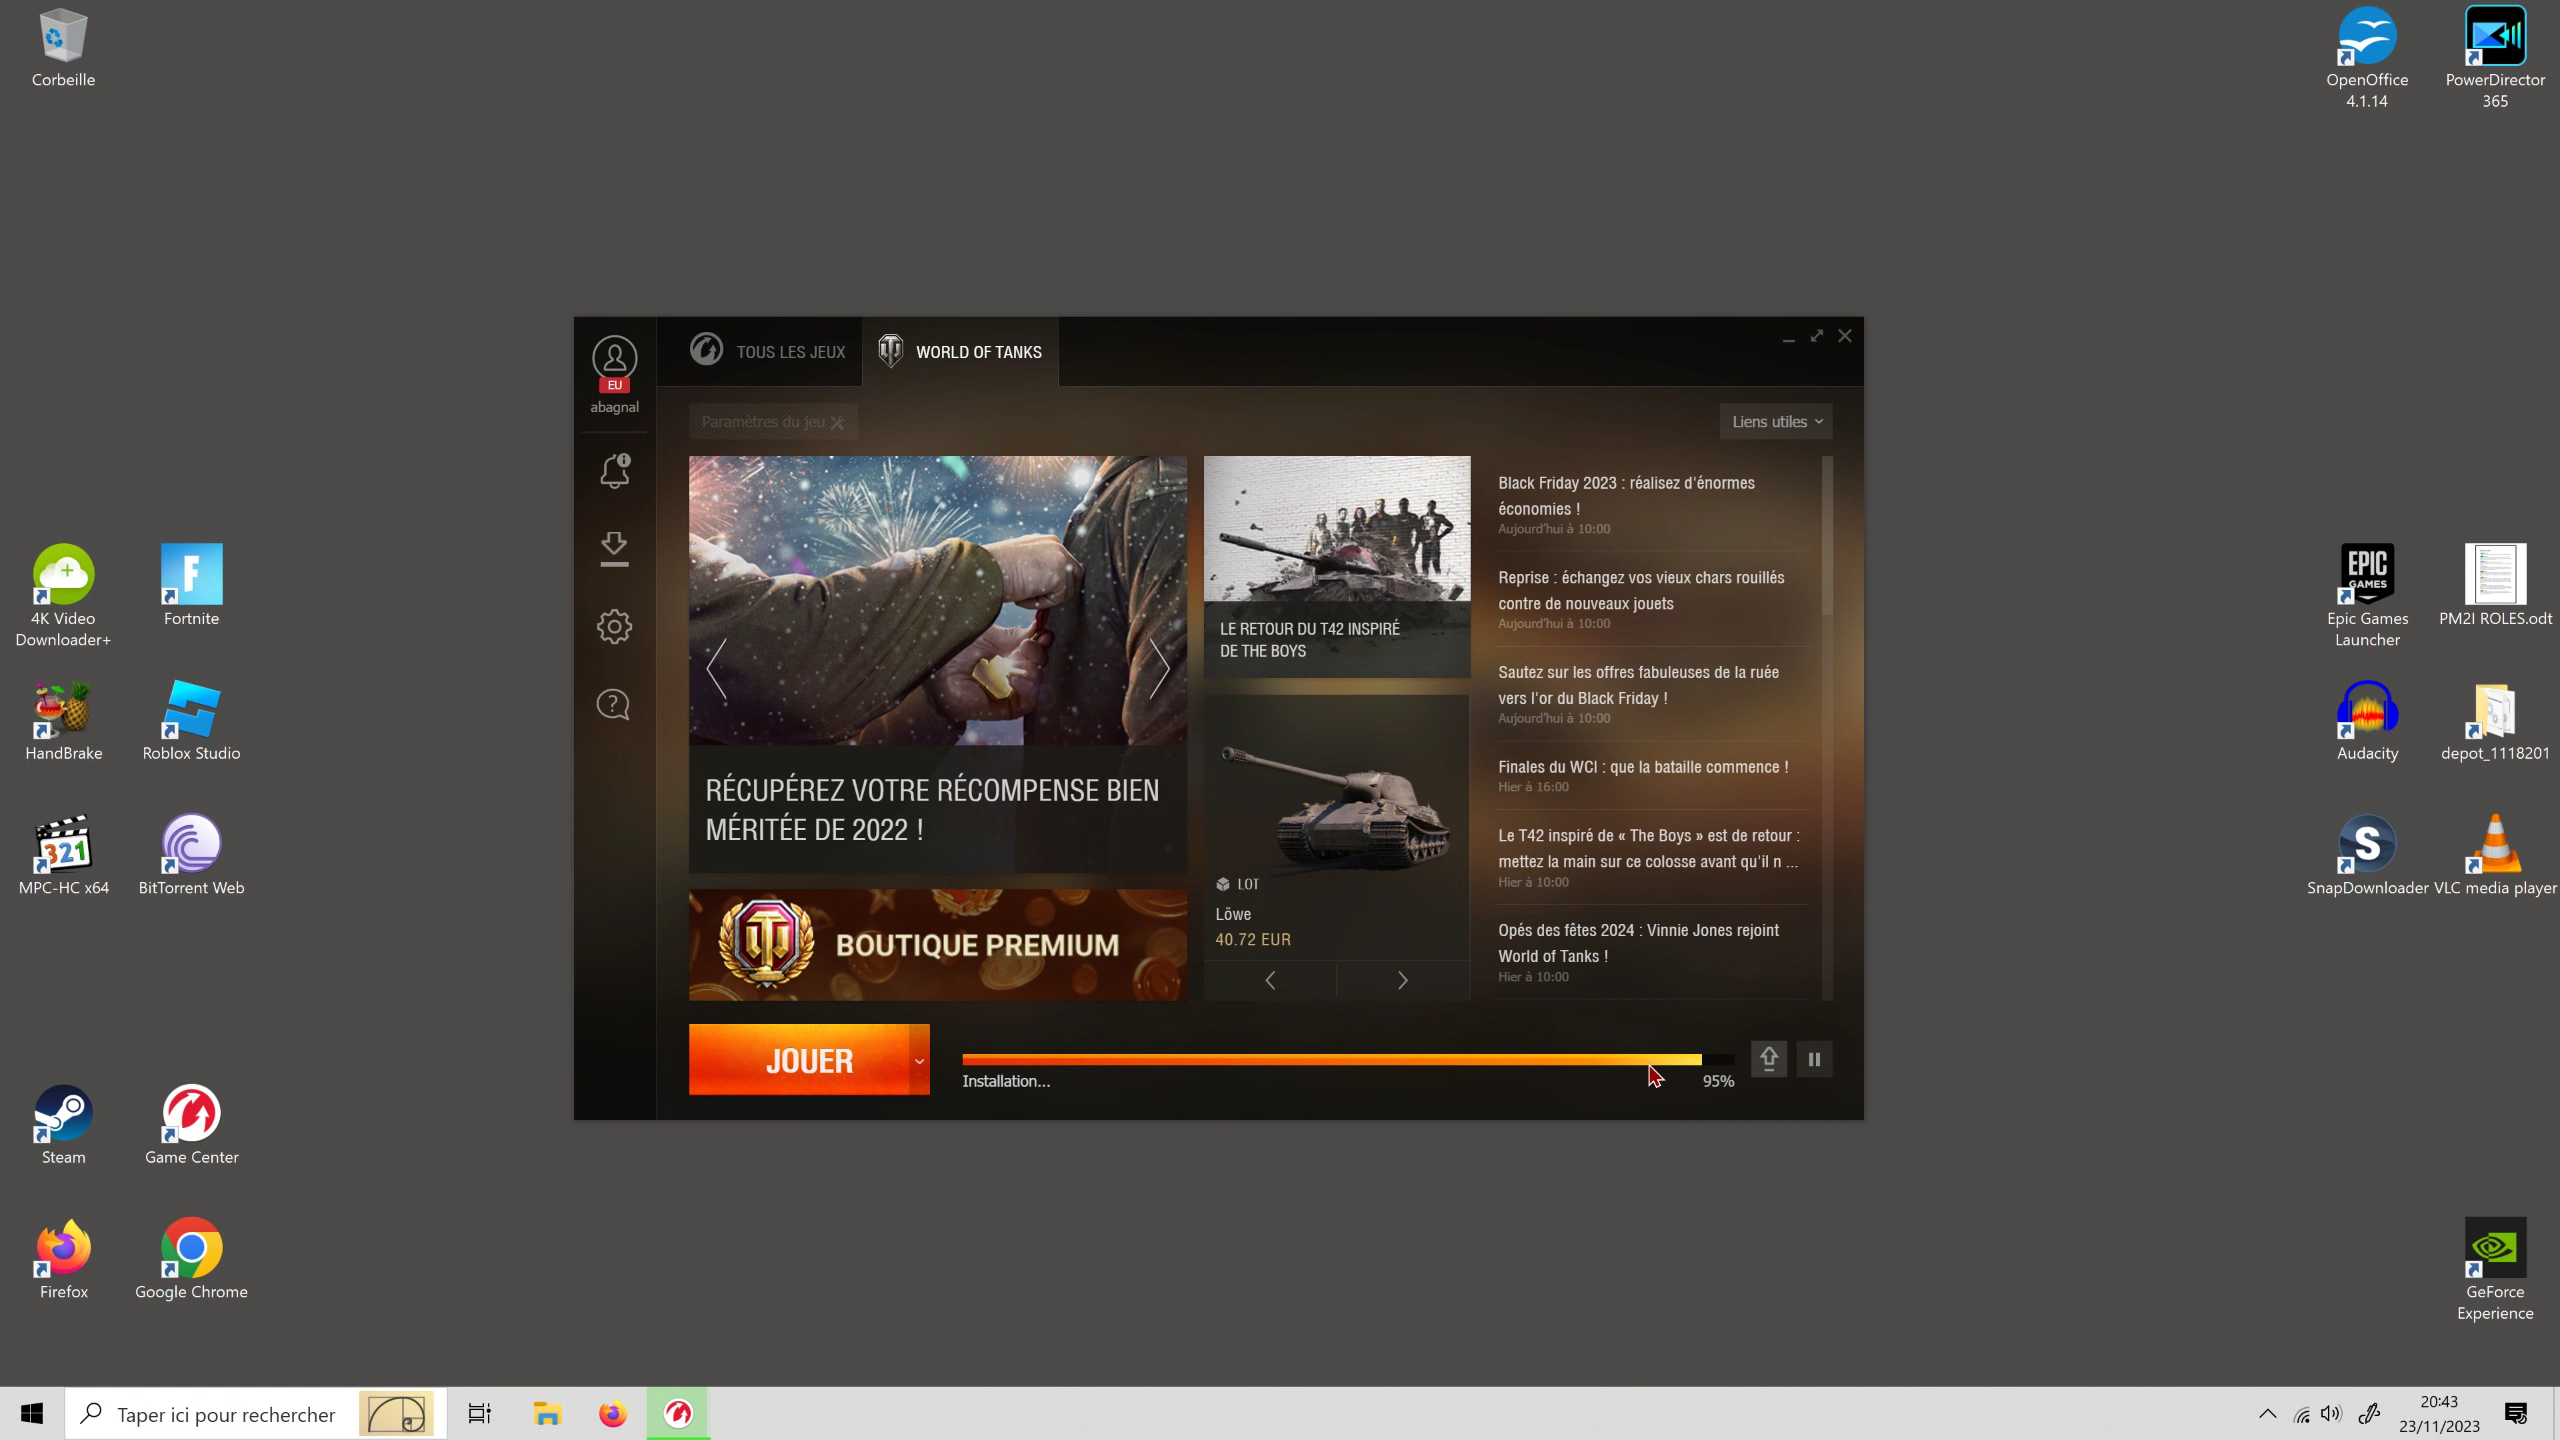 Corbeille
OpenOffice
4.1.14
PowerDirector
365
TOUS LES JEUX
WORLD OF TANKS
EU
abagnal
Paramètres du jeu
Liens utiles
RÉCUPÉREZ VOTRE RÉCOMPENSE BIEN
MÉRITÉE DE 2022 !
BOUTIQUE PREMIUM
LE RETOUR DU T42 INSPIRÉ
DE THE BOYS
LOT
Löwe
40.72 EUR
Black Friday 2023 : réalisez d'énormes
économies !
Aujourd'hui à 10:00
Reprise : échangez vos vieux chars rouillés
contre de nouveaux jouets
Aujourd'hui à 10:00
Sautez sur les offres fabuleuses de la ruée
vers l'or du Black Friday !
Aujourd'hui à 10:00
Finales du WCI : que la bataille commence !
Hier à 16:00
Le T42 inspiré de « The Boys » est de retour :
mettez la main sur ce colosse avant qu'il n ...
Hier à 10:00
Opés des fêtes 2024 : Vinnie Jones rejoint
World of Tanks !
Hier à 10:00
JOUER
Installation...
95%
4K Video
Downloader+
Fortnite
HandBrake
Roblox Studio
321
MPC-HC x64
BitTorrent Web
Steam
Game Center
Firefox
Google Chrome
EPIC
GAMES
Epic Games
Launcher
PM2I ROLES.odt
Audacity
depot_1118201
SnapDownloader
VLC media player
GeForce
Experience
Taper ici pour rechercher
20:43
23/11/2023